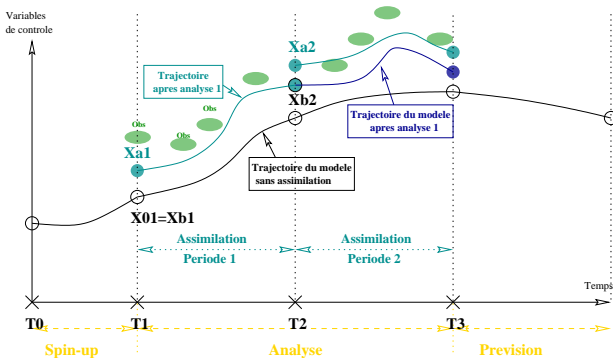 Variables
de controle
Xa2
Trajectoire
apres analyse 1
Obs
Obs
Obs
Xb2
Trajectoire du modele
apres analyse 1
Xa1
Trajectoire du modele
sans assimilation
X01=Xb1
Assimilation
Periode 1
Assimilation
Periode 2
Temps
T0
T1
T2
T3
Spin-up
Analyse
Prevision